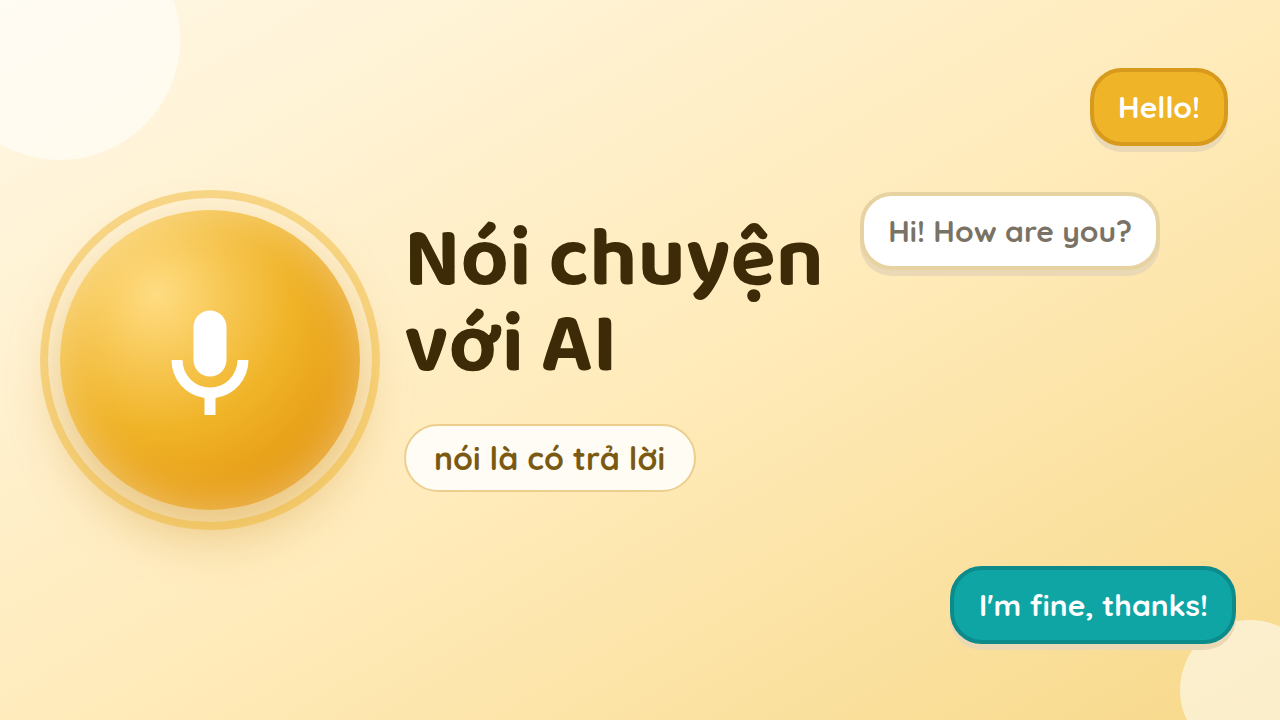 Hello!
Hi! How are you?
Nói chuyện
với AI
nói là có trả lời
I'm fine, thanks!